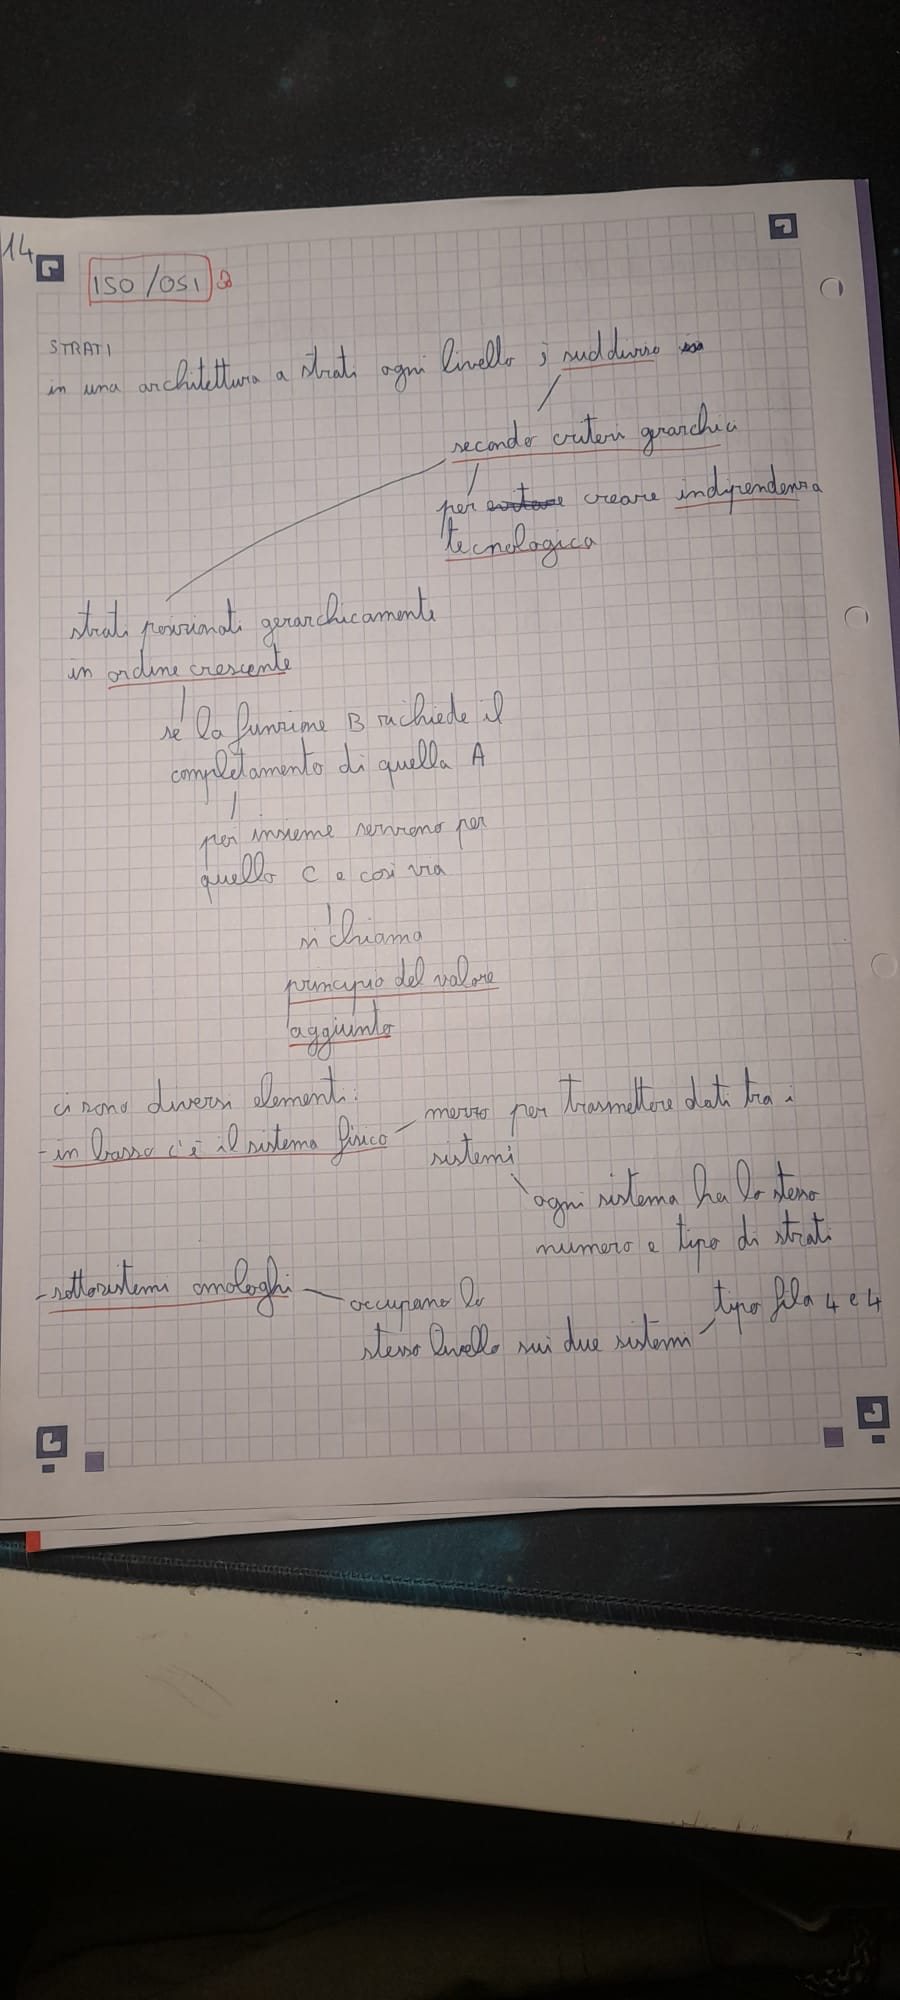 14
ISO/OSI
STRATI
in una architettura a strati ogni livello è suddiviso
secondo criteri gerarchici
per evitare creare indipendenza
tecnologica
strati posizionati gerarchicamente
in ordine crescente
se la funzione B richiede il
completamento di quella A
poi insieme servono per
quello C e così via
si chiama
principio del valore
aggiunto
ci sono diversi elementi:
- in basso c'è il sistema fisico - mezzo per trasmettere dati tra i
sistemi
ogni sistema ha lo stesso
numero e tipo di strati
- sottosistemi omologhi - occupano lo
stesso livello sui due sistemi - tipo fila 4 e 4